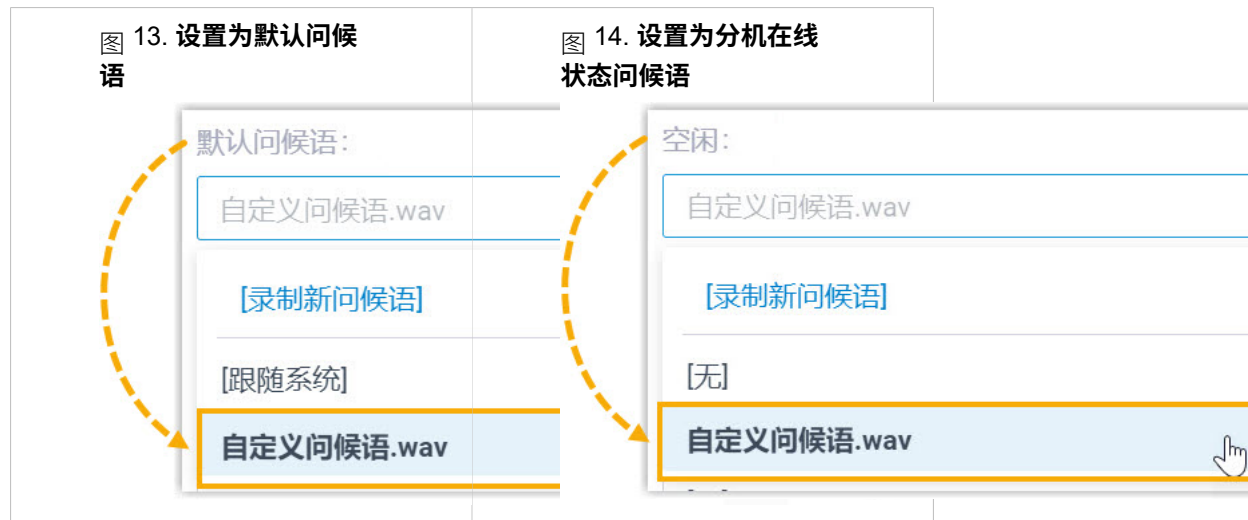 图 13. 设置为默认问候
语
默认问候语：
自定义问候语.wav
[录制新问候语]
[跟随系统]
自定义问候语.wav
图 14. 设置为分机在线
状态问候语
空闲：
自定义问候语.wav
[录制新问候语]
[无]
自定义问候语.wav